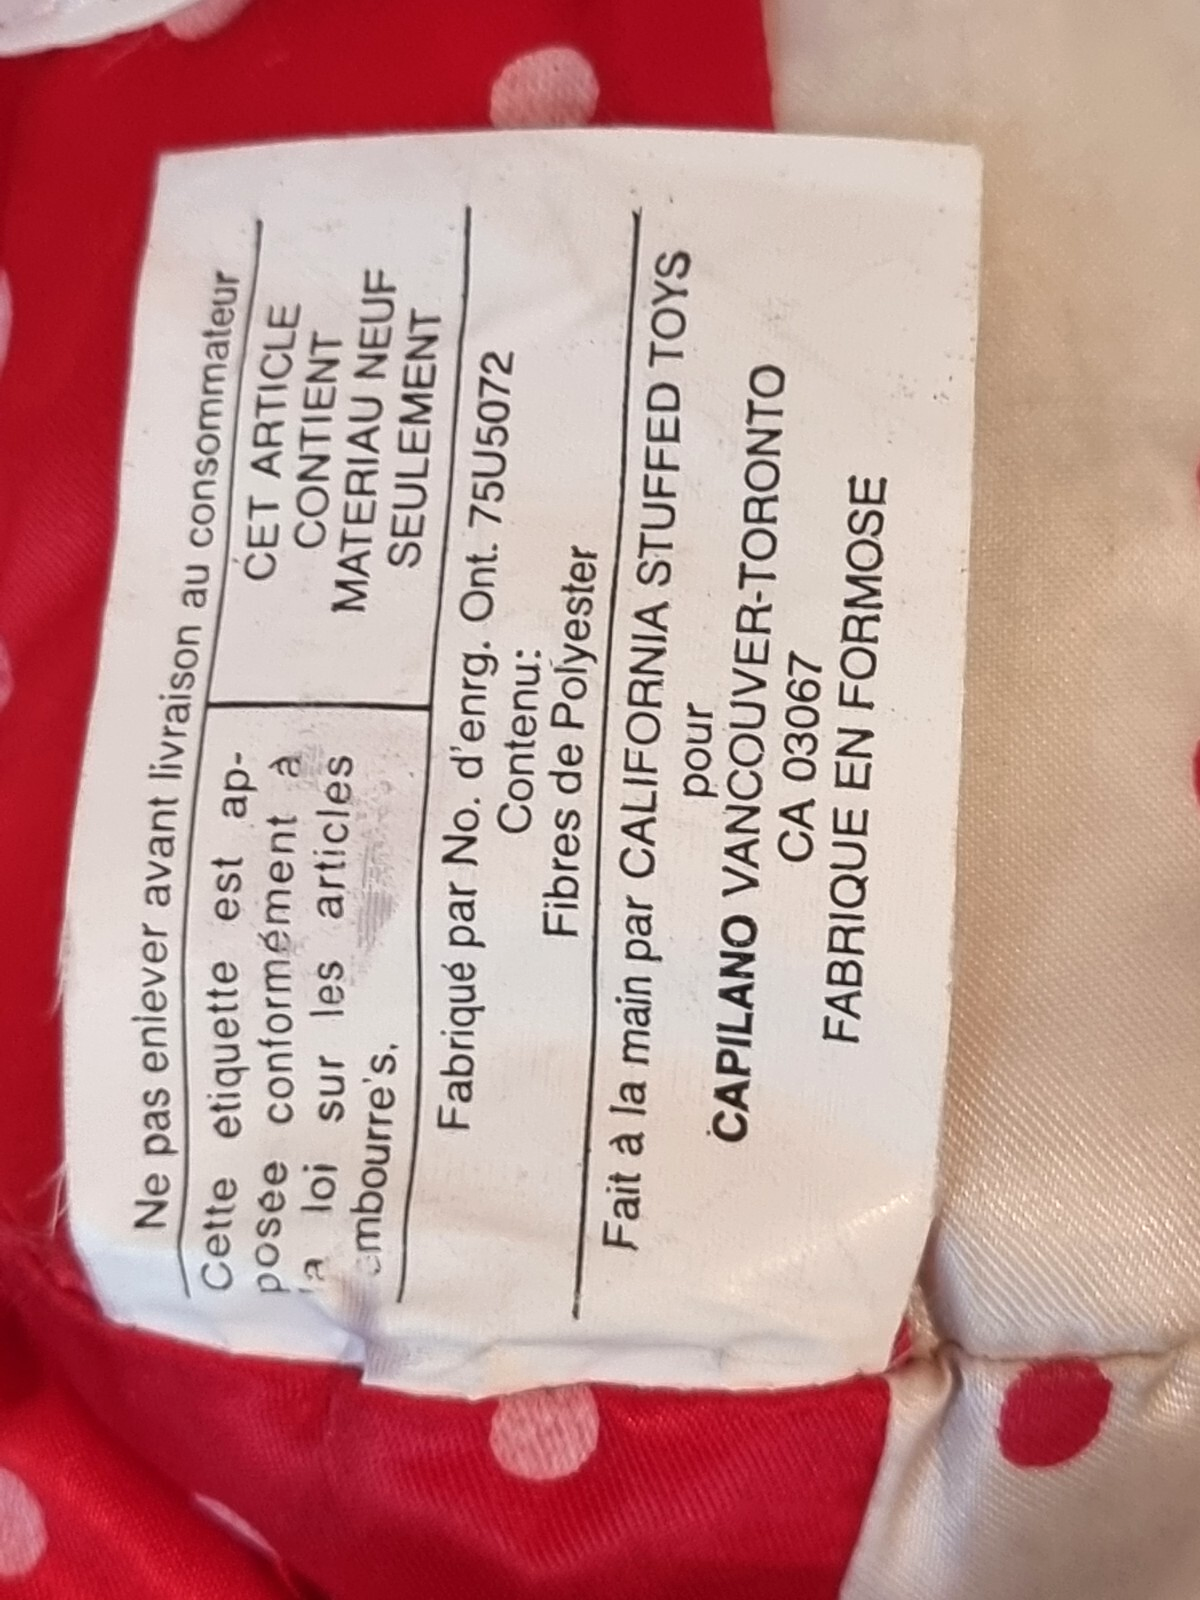 Ne pas enlever avant livraison au consommateur
Cette etiquette est ap-
posée conformément à
la loi sur les articles
embourre's.
CET ARTICLE
CONTIENT
MATERIAU NEUF
SEULEMENT
Fabriqué par No. d'enrg. Ont. 75U5072
Contenu:
Fibres de Polyester
Fait à la main par CALIFORNIA STUFFED TOYS
pour
CAPILANO VANCOUVER-TORONTO
CA 03067
FABRIQUE EN FORMOSE